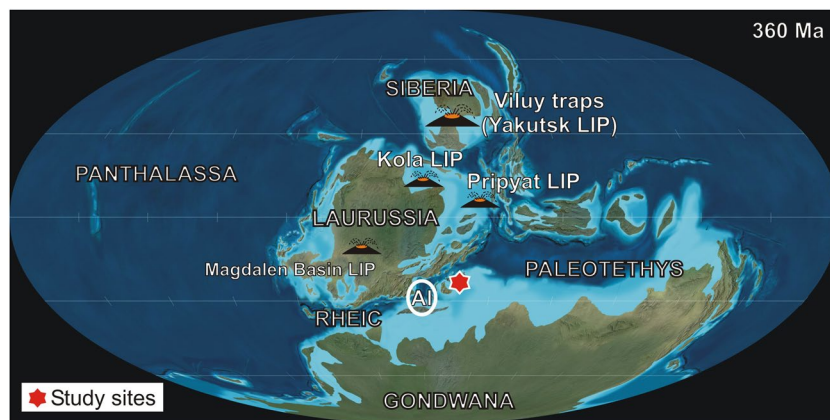 360 Ma
SIBERIA
Viluy traps
(Yakutsk LIP)
Kola LIP
PANTHALASSA
Pripyat LIP
LAURUSSIA
Magdalen Basin LIP
PALEOTETHYS
AI
RHEIC
Study sites
GONDWANA